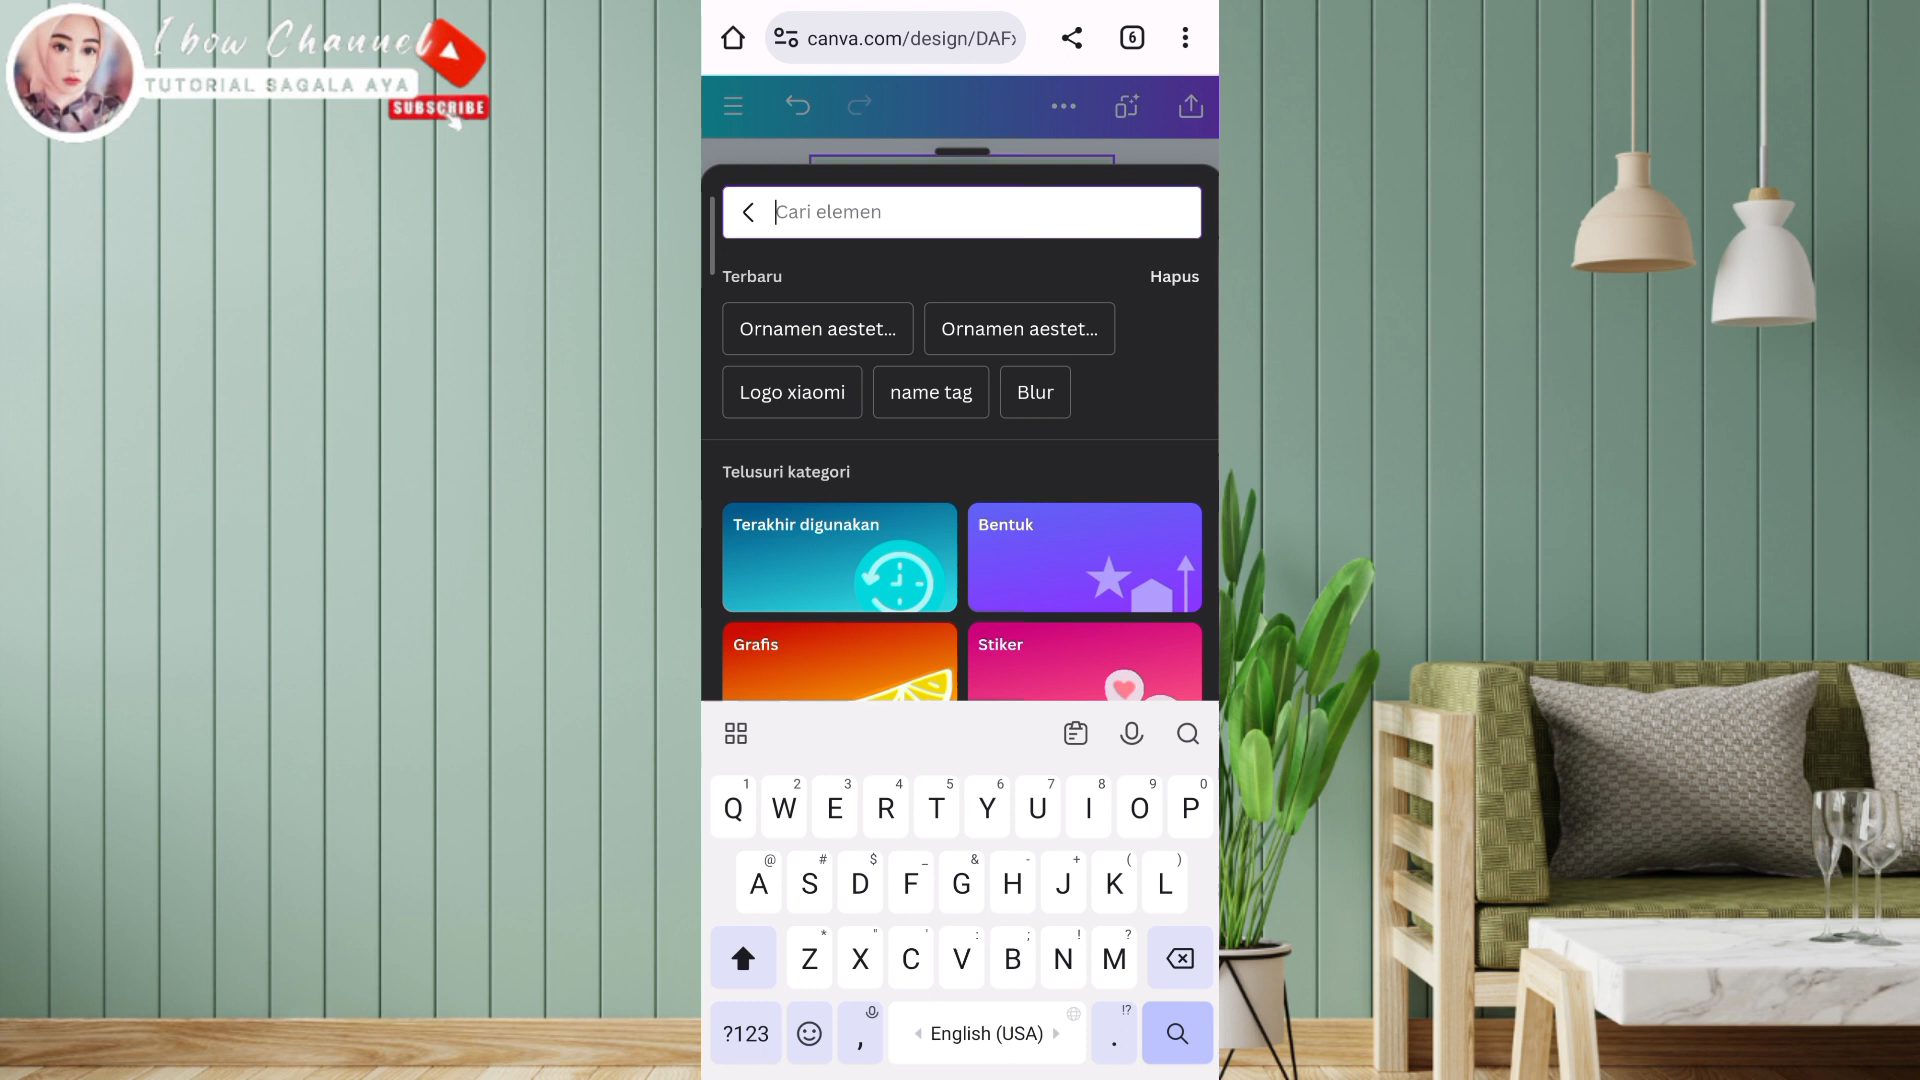 I bow Channel
TUTORIAL SAGALA AYA
SUBSCRIBE
canva.com/design/DAF
6
Cari elemen
Terbaru
Hapus
Ornamen aestet...
Ornamen aestet...
Logo xiaomi
name tag
Blur
Telusuri kategori
Terakhir digunakan
Bentuk
Grafis
Stiker
1 2 3 4 5 6 7 8 9 0
Q W E R T Y U I O P
@ # $ _ & - + ( )
A S D F G H J K L
* " ' : ; ! ?
Z X C V B N M
!?
?123 , English (USA) .